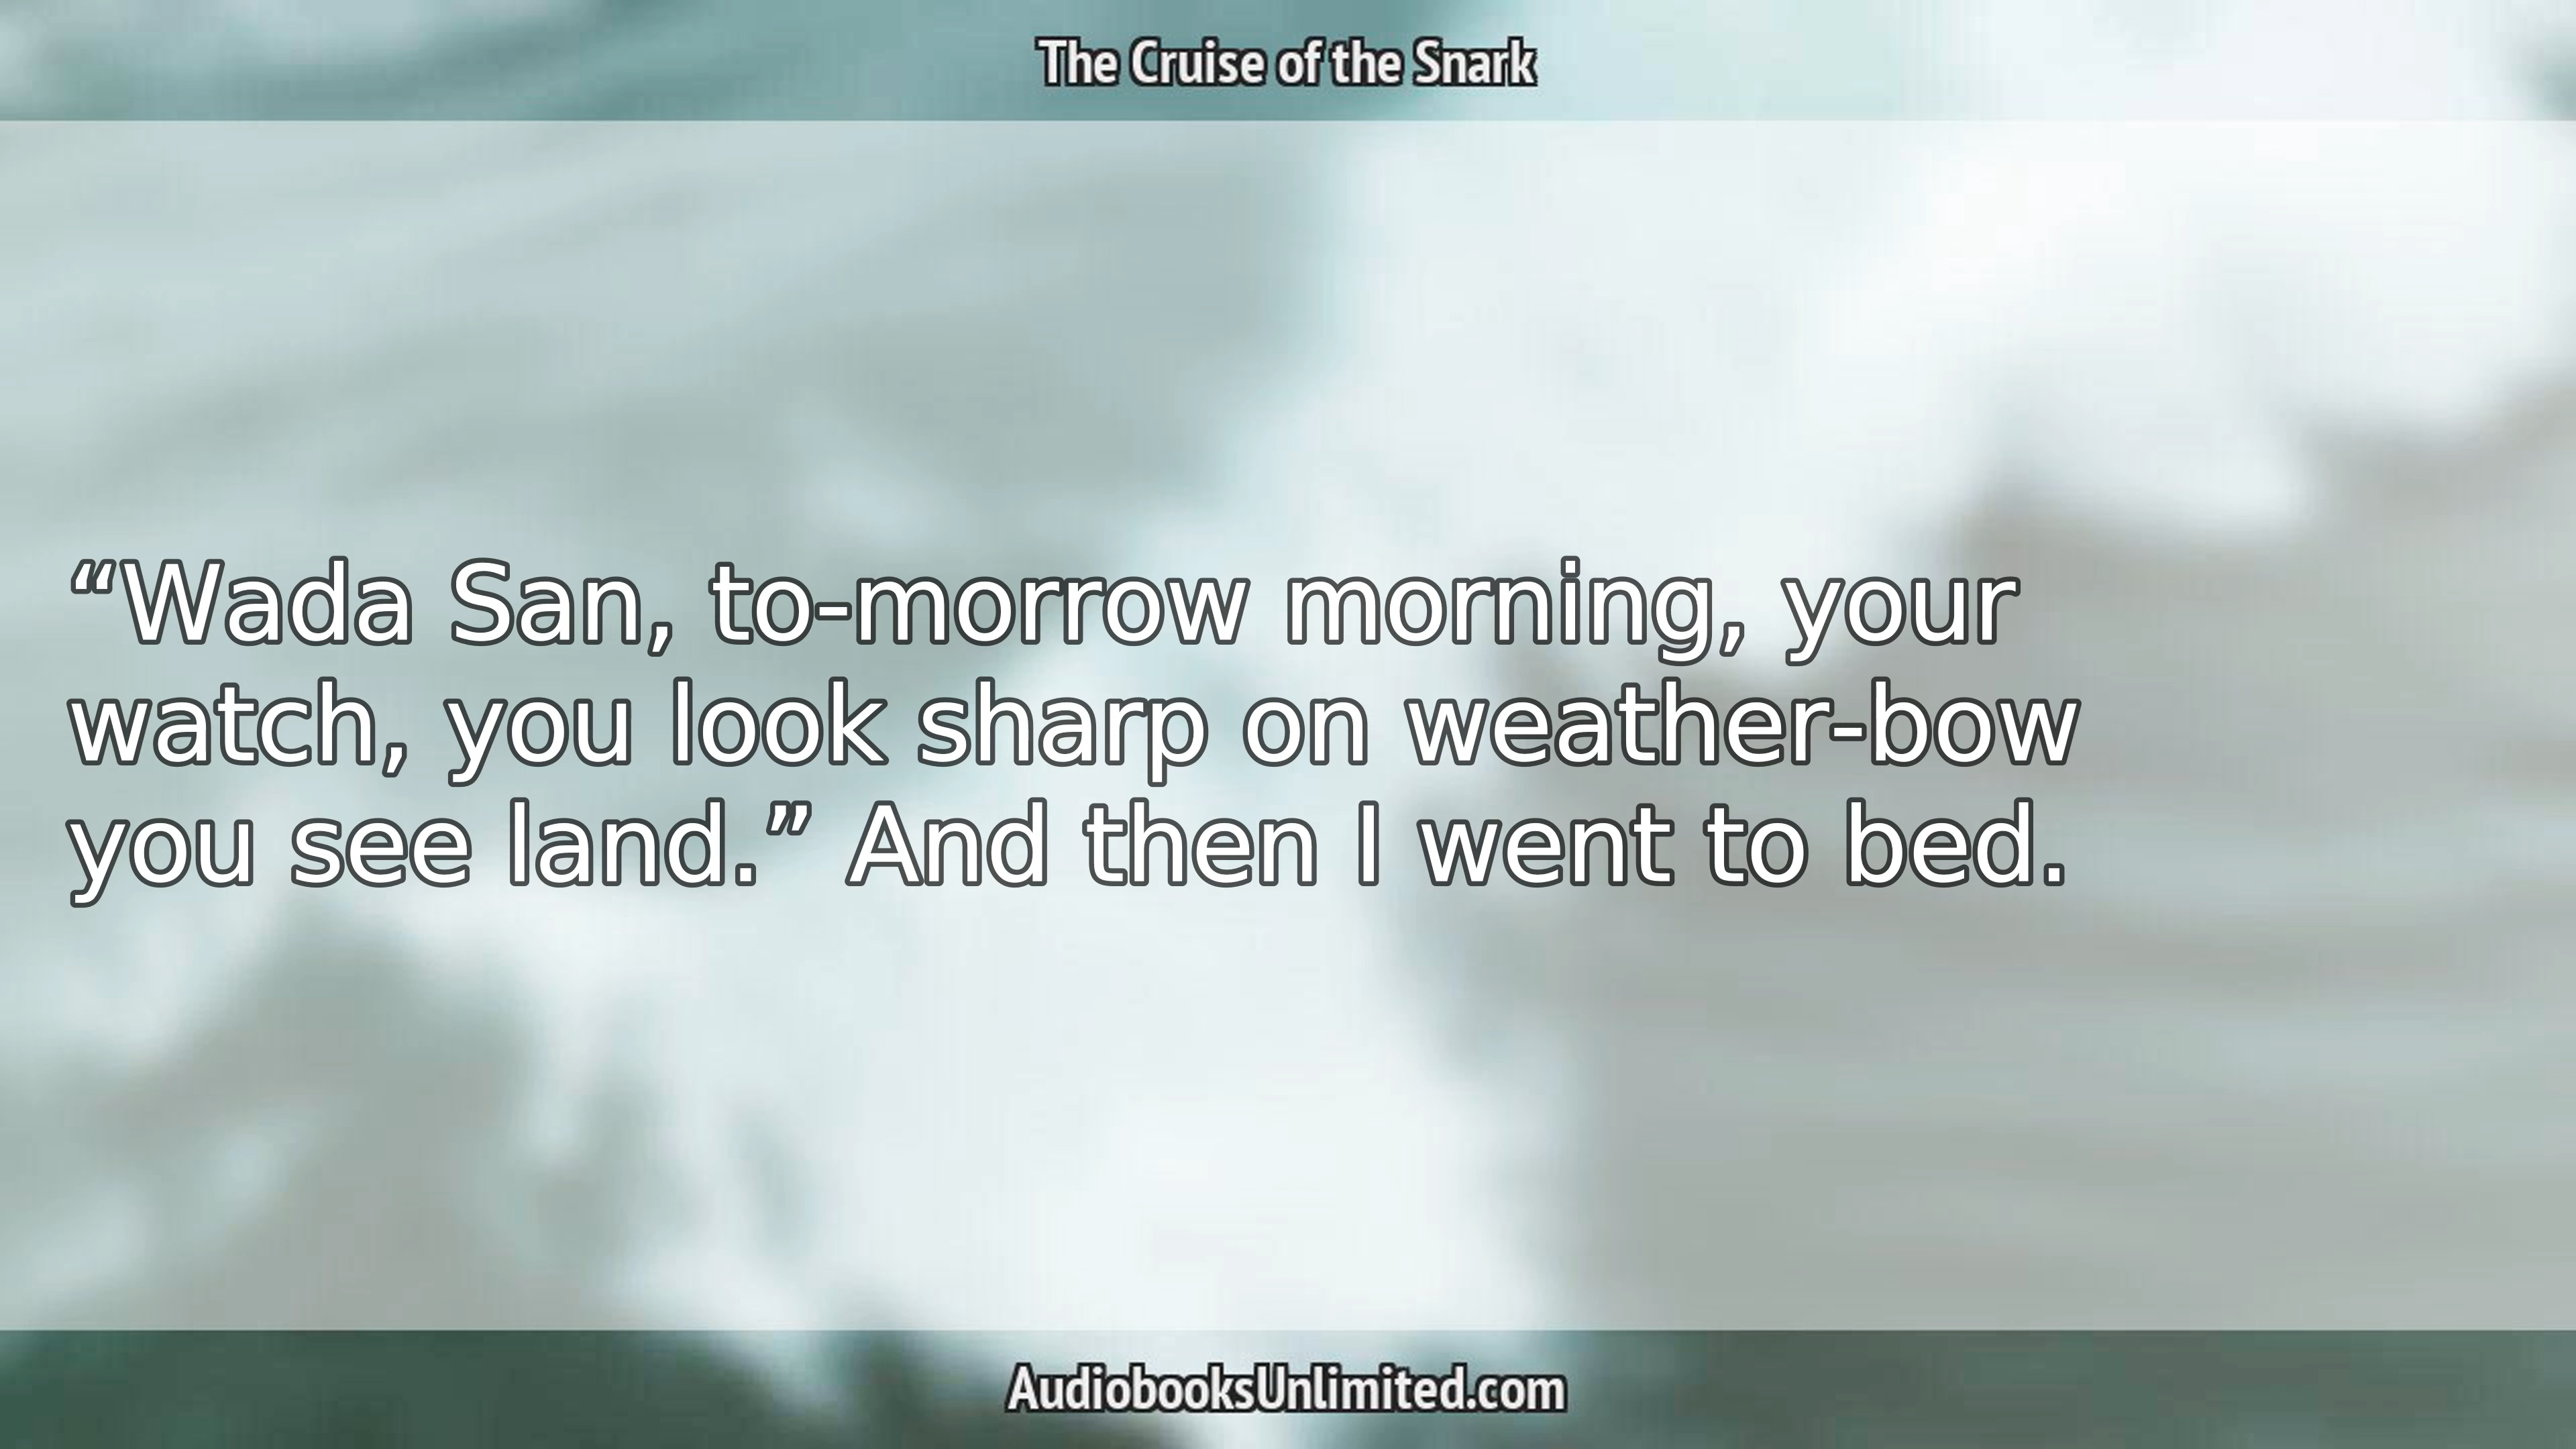 The Cruise of the Snark
“Wada San, to-morrow morning, your
watch, you look sharp on weather-bow
you see land.” And then I went to bed.
AudiobooksUnlimited.com